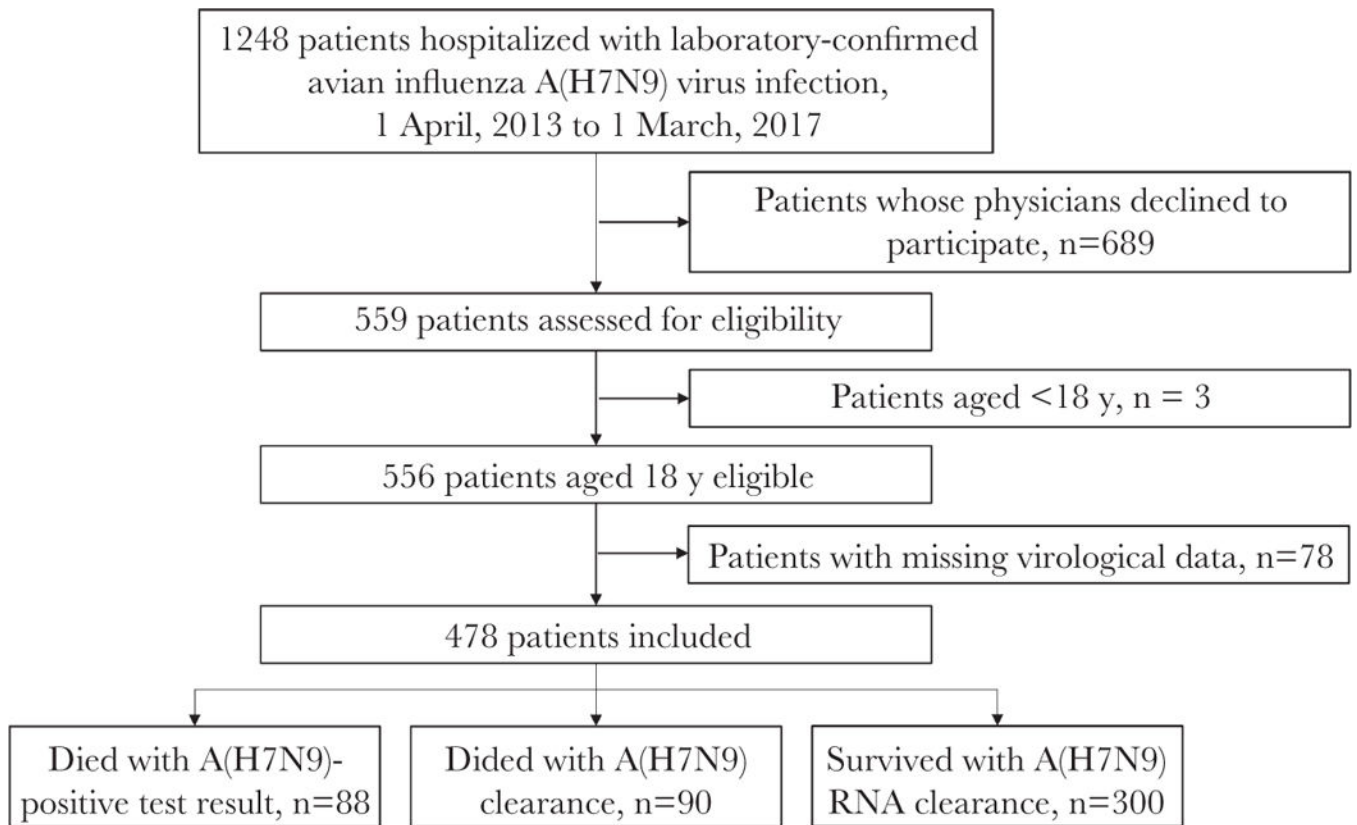 1248 patients hospitalized with laboratory-confirmed
avian influenza A(H7N9) virus infection,
1 April, 2013 to 1 March, 2017
Patients whose physicians declined to
participate, n=689
559 patients assessed for eligibility
Patients aged <18 y, n = 3
556 patients aged 18 y eligible
Patients with missing virological data, n=78
478 patients included
Died with A(H7N9)-
positive test result, n=88
Dided with A(H7N9)
clearance, n=90
Survived with A(H7N9)
RNA clearance, n=300